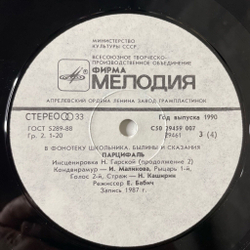 МИНИСТЕРСТВО
КУЛЬТУРЫ СССР
ВСЕСОЮЗНОЕ ТВОРЧЕСКО-
ПРОИЗВОДСТВЕННОЕ ОБЪЕДИНЕНИЕ
ФИРМА
МЕЛОДИЯ
АПРЕЛЕВСКИЙ ОРДЕНА ЛЕНИНА ЗАВОД ГРАМПЛАСТИНОК
СТЕРЕО 33
Год выпуска 1990
ГОСТ 5289-88
Гр. 2. 1-20
С50 29459 007
29461 3 (4)
В ФОНОТЕКУ ШКОЛЬНИКА. БЫЛИНЫ И СКАЗАНИЯ
ПАРЦИФАЛЬ
Инсценировка Н. Гарской (продолжение 2)
Кондвирамур — И. Маликова, Рыцарь 1-й,
Голос 2-й, Страж — Н. Каширин
Режиссер Е. Бабич
Запись 1987 г.